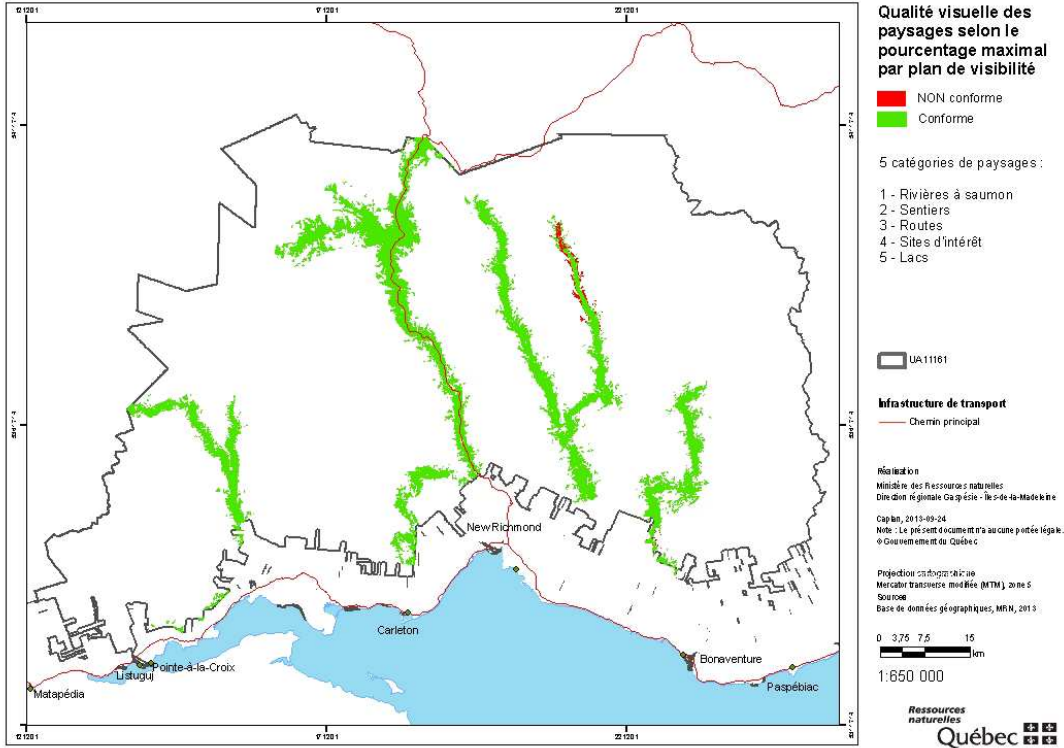 Qualité visuelle des
paysages selon le
pourcentage maximal
par plan de visibilité
NON conforme
Conforme
5 catégories de paysages :
1 - Rivières à saumon
2 - Sentiers
3 - Routes
4 - Sites d'intérêt
5 - Lacs
UA 11161
Infrastructure de transport
Chemin principal
Réalisation
Ministère des Ressources naturelles
Direction régionale Gaspésie - Îles-de-la-Madeleine
Caplan, 2013-09-24
Note : Le présent document n'a aucune portée légale.
© Gouvernement du Québec
Projection cartographique
Mercator transverse modifiée (MTM), zone 5
Sources
Base de données géographiques, MRN, 2013
0 3,75 7,5 15
km
1:650 000
Ressources
naturelles
Québec
New Richmond
Carleton
Bonaventure
Paspébiac
Pointe-à-la-Croix
Listuguj
Matapédia